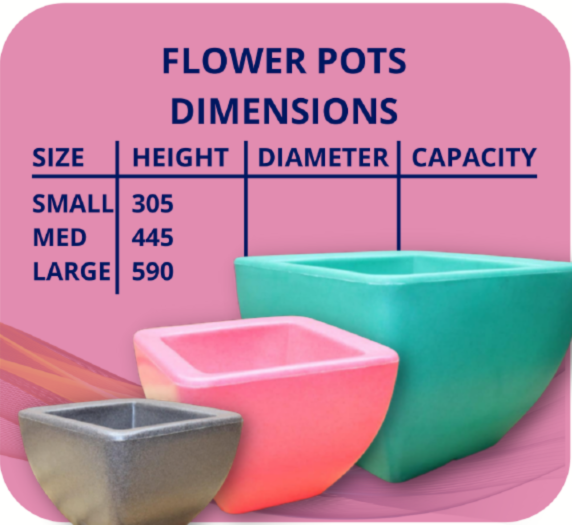 FLOWER POTS
DIMENSIONS
SIZE HEIGHT DIAMETER CAPACITY
SMALL 305
MED 445
LARGE 590